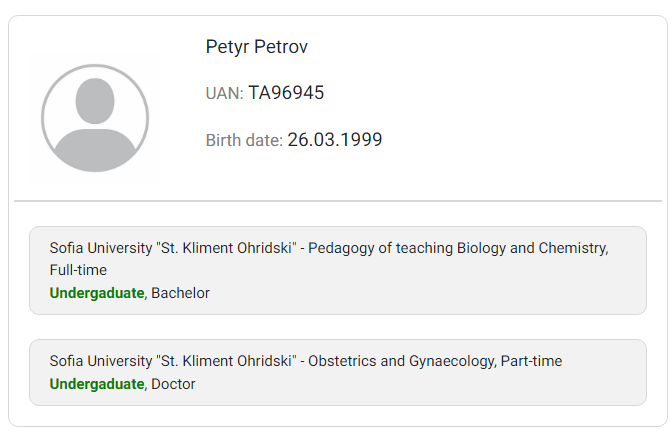 Petyr Petrov
UAN: TA96945
Birth date: 26.03.1999
Sofia University "St. Kliment Ohridski" - Pedagogy of teaching Biology and Chemistry,
Full-time
Undergaduate, Bachelor
Sofia University "St. Kliment Ohridski" - Obstetrics and Gynaecology, Part-time
Undergaduate, Doctor